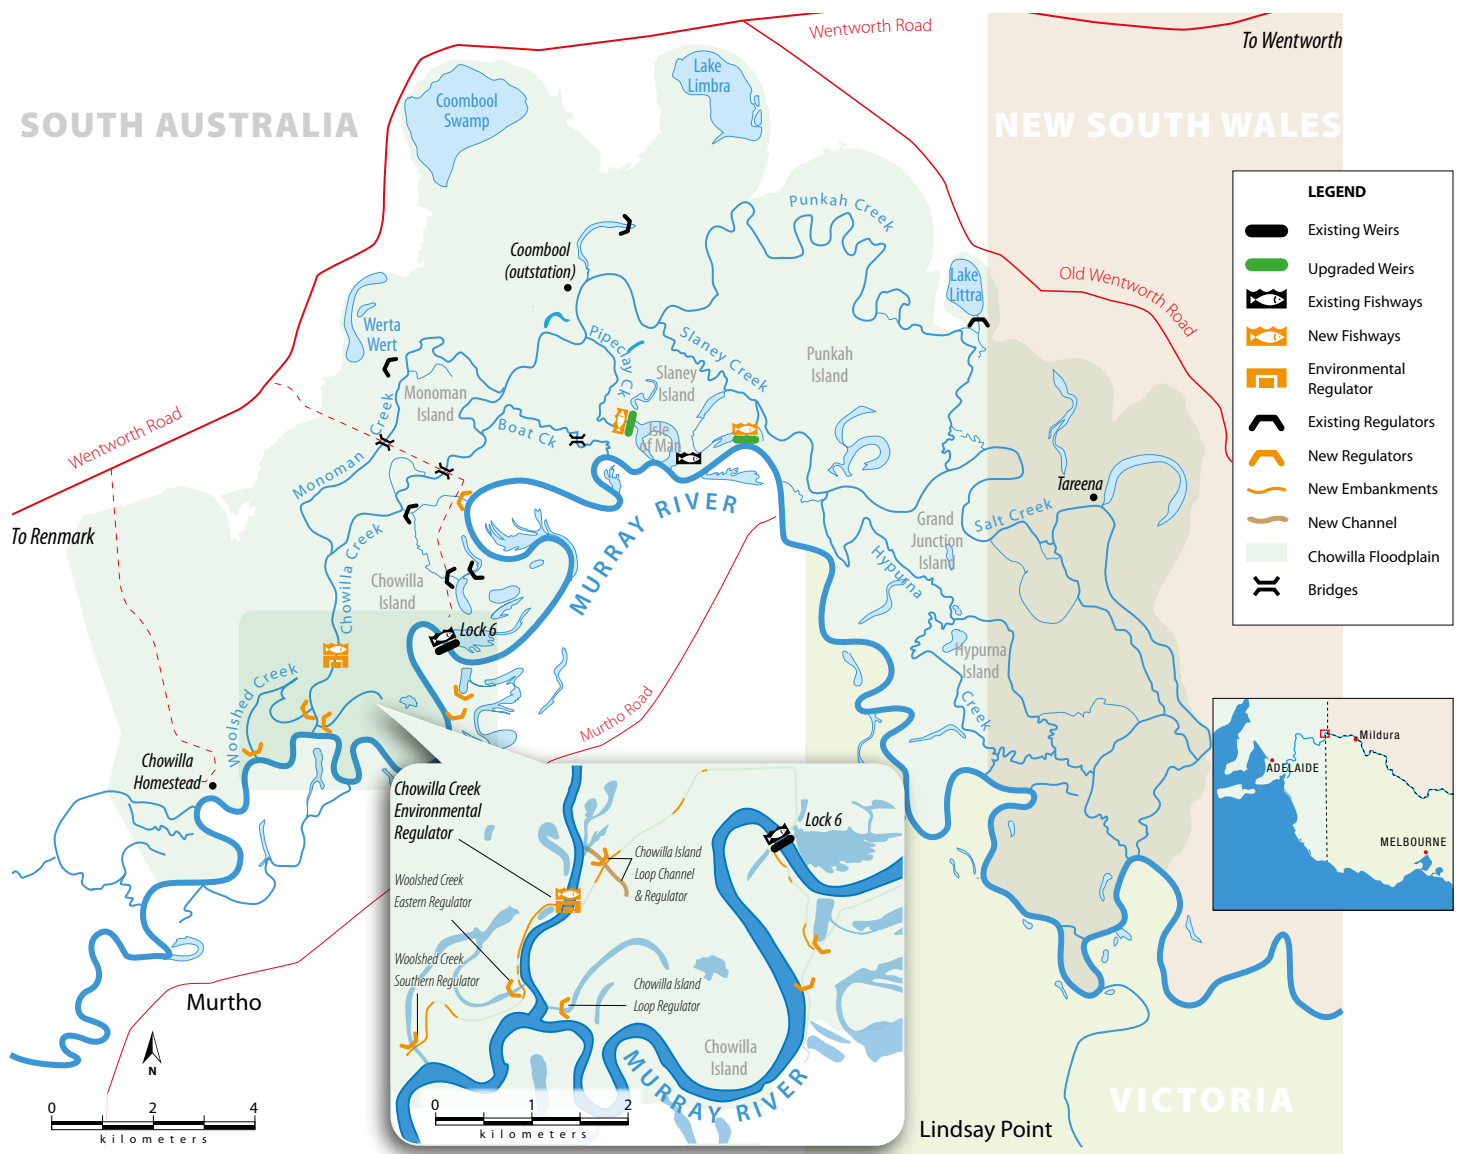 Wentworth Road
To Wentworth
SOUTH AUSTRALIA
NEW SOUTH WALES
Coombool
Swamp
Lake
Limbra
Punkah Creek
Coombool
(outstation)
Lake
Littra
Old Wentworth Road
Werta
Wert
Pipeclay Ck
Slaney Creek
Slaney
Island
Punkah
Island
Monoman
Island
Wentworth Road
Monoman Creek
Boat Ck
Isle
of Man
MURRAY RIVER
Tareena
Salt Creek
Grand
Junction
Island
To Renmark
Chowilla Creek
Chowilla
Island
Hypurna Creek
Hypurna
Island
Lock 6
Woolshed Creek
Murtho Road
Chowilla
Homestead
Murtho
N
0 2 4
kilometers
LEGEND
Existing Weirs
Upgraded Weirs
Existing Fishways
New Fishways
Environmental
Regulator
Existing Regulators
New Regulators
New Embankments
New Channel
Chowilla Floodplain
Bridges
Mildura
ADELAIDE
MELBOURNE
Chowilla Creek
Environmental
Regulator
Lock 6
Chowilla Island
Loop Channel
& Regulator
Woolshed Creek
Eastern Regulator
Woolshed Creek
Southern Regulator
Chowilla Island
Loop Regulator
Chowilla
Island
MURRAY RIVER
0 1 2
kilometers
VICTORIA
Lindsay Point